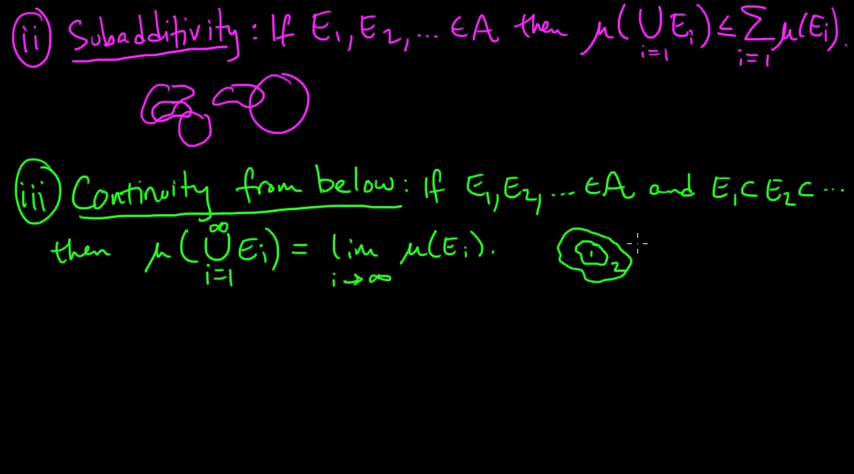 (ii) Subadditivity: If E₁, E₂, ... ∈ A then μ(⋃ᵢ₌₁ Eᵢ) ≤ ∑ᵢ₌₁ μ(Eᵢ).
(iii) Continuity from below: If E₁, E₂, ... ∈ A and E₁ ⊂ E₂ ⊂ ...
then μ(⋃ᵢ₌₁^∞ Eᵢ) = lim_{i→∞} μ(Eᵢ).
1 2